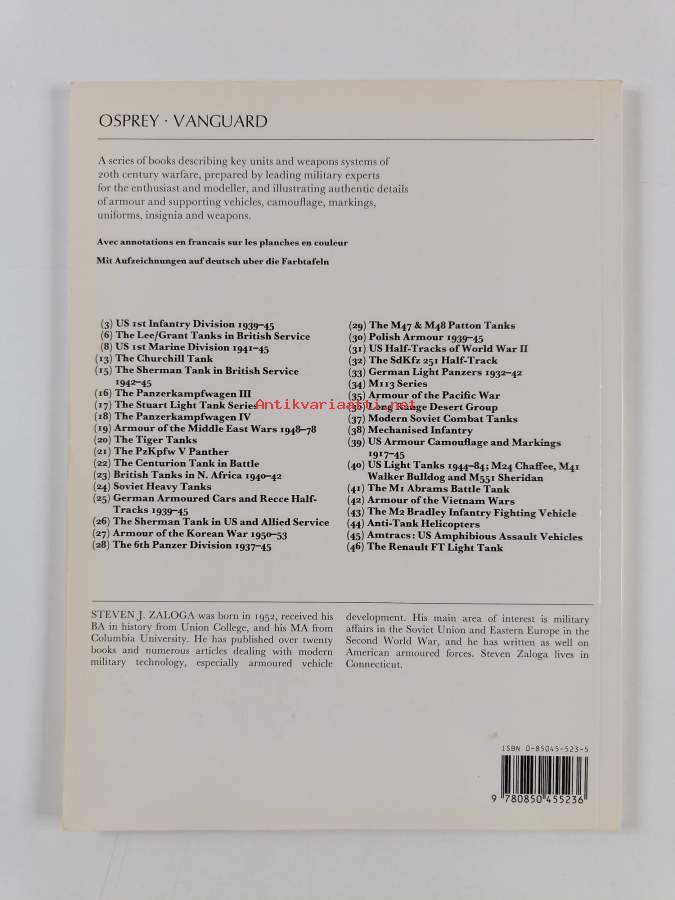 OSPREY · VANGUARD
A series of books describing key units and weapons systems of
20th century warfare, prepared by leading military experts
for the enthusiast and modeller, and illustrating authentic details
of armour and supporting vehicles, camouflage, markings,
uniforms, insignia and weapons.
Avec annotations en francais sur les planches en couleur
Mit Aufzeichnungen auf deutsch uber die Farbtafeln
(3) US 1st Infantry Division 1939–45
(6) The Lee/Grant Tanks in British Service
(8) US 1st Marine Division 1941–45
(13) The Churchill Tank
(15) The Sherman Tank in British Service
1942–45
(16) The Panzerkampfwagen III
(17) The Stuart Light Tank Series
(18) The Panzerkampfwagen IV
(19) Armour of the Middle East Wars 1948–78
(20) The Tiger Tanks
(21) The PzKpfw V Panther
(22) The Centurion Tank in Battle
(23) British Tanks in N. Africa 1940–42
(24) Soviet Heavy Tanks
(25) German Armoured Cars and Recce Half-
Tracks 1939–45
(26) The Sherman Tank in US and Allied Service
(27) Armour of the Korean War 1950–53
(28) The 6th Panzer Division 1937–45
(29) The M47 & M48 Patton Tanks
(30) Polish Armour 1939–45
(31) US Half-Tracks of World War II
(32) The SdKfz 251 Half-Track
(33) German Light Panzers 1932–42
(34) M113 Series
(35) Armour of the Pacific War
(36) Long Range Desert Group
(37) Modern Soviet Combat Tanks
(38) Mechanised Infantry
(39) US Armour Camouflage and Markings
1917–45
(40) US Light Tanks 1944–84; M24 Chaffee, M41
Walker Bulldog and M551 Sheridan
(41) The M1 Abrams Battle Tank
(42) Armour of the Vietnam Wars
(43) The M2 Bradley Infantry Fighting Vehicle
(44) Anti-Tank Helicopters
(45) Amtracs: US Amphibious Assault Vehicles
(46) The Renault FT Light Tank
Antikvariaatti.net
STEVEN J. ZALOGA was born in 1952, received his
BA in history from Union College, and his MA from
Columbia University. He has published over twenty
books and numerous articles dealing with modern
military technology, especially armoured vehicle
development. His main area of interest is military
affairs in the Soviet Union and Eastern Europe in the
Second World War, and he has written as well on
American armoured forces. Steven Zaloga lives in
Connecticut.
ISBN 0-85045-523-5
9 780850 455236